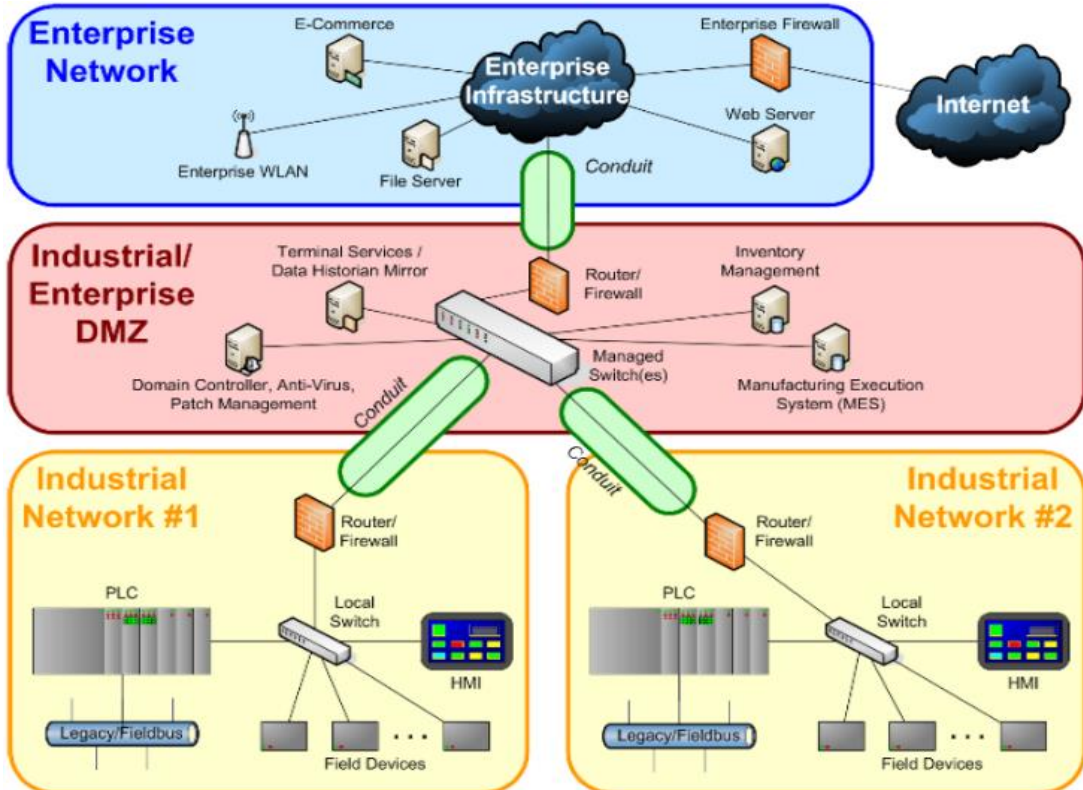 Enterprise
Network
E-Commerce
Enterprise Firewall
Enterprise
Infrastructure
Internet
Web Server
Enterprise WLAN
File Server
Conduit
Industrial/
Enterprise
DMZ
Terminal Services /
Data Historian Mirror
Router/
Firewall
Inventory
Management
Domain Controller, Anti-Virus,
Patch Management
Managed
Switch(es)
Manufacturing Execution
System (MES)
Conduit
Conduit
Industrial
Network #1
Router/
Firewall
PLC
Local
Switch
HMI
Legacy/Fieldbus
Field Devices
Industrial
Network #2
Router/
Firewall
PLC
Local
Switch
HMI
Legacy/Fieldbus
Field Devices